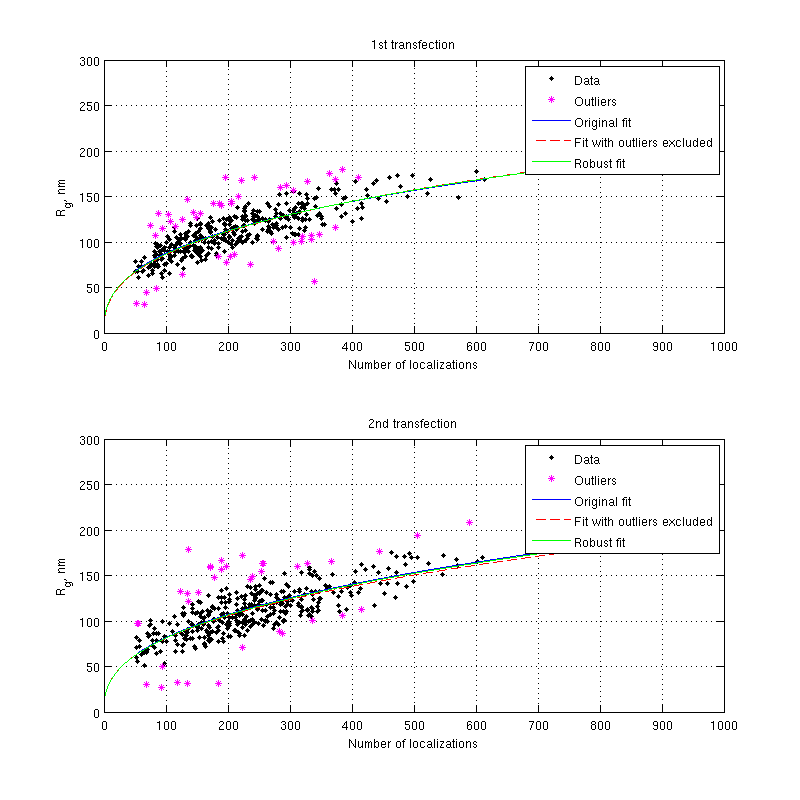 1st transfection
300
250
200
150
100
50
0
R_g, nm
Data
Outliers
Original fit
Fit with outliers excluded
Robust fit
0 100 200 300 400 500 600 700 800 900 1000
Number of localizations
2nd transfection
300
250
200
150
100
50
0
R_g, nm
Data
Outliers
Original fit
Fit with outliers excluded
Robust fit
0 100 200 300 400 500 600 700 800 900 1000
Number of localizations